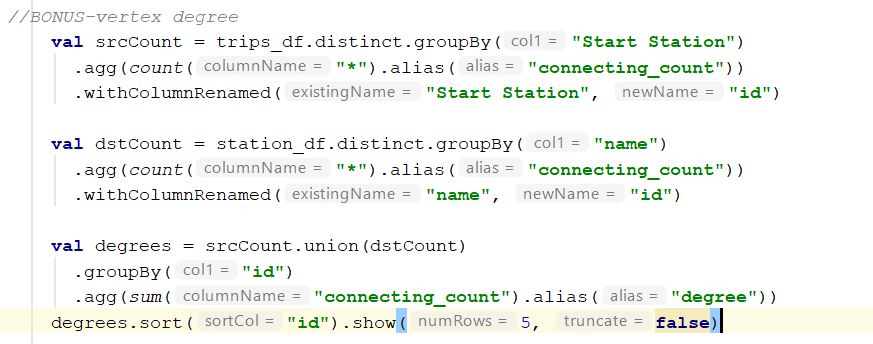 //BONUS-vertex degree
val srcCount = trips_df.distinct.groupBy( col1 = "Start Station")
.agg(count( columnName = "*").alias( alias = "connecting_count"))
.withColumnRenamed( existingName = "Start Station", newName = "id")
val dstCount = station_df.distinct.groupBy( col1 = "name")
.agg(count( columnName = "*").alias( alias = "connecting_count"))
.withColumnRenamed( existingName = "name", newName = "id")
val degrees = srcCount.union(dstCount)
.groupBy( col1 = "id")
.agg(sum( columnName = "connecting_count").alias( alias = "degree"))
degrees.sort( sortCol = "id").show( numRows = 5, truncate = false)